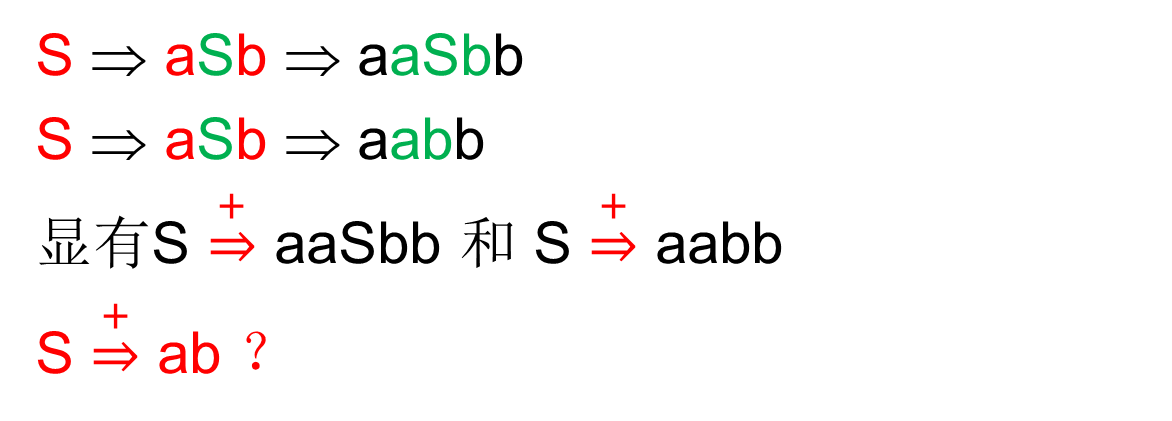 S ⇒ aSb ⇒ aaSbb
S ⇒ aSb ⇒ aabb
显有S ⇒⁺ aaSbb 和 S ⇒⁺ aabb
S ⇒⁺ ab ？